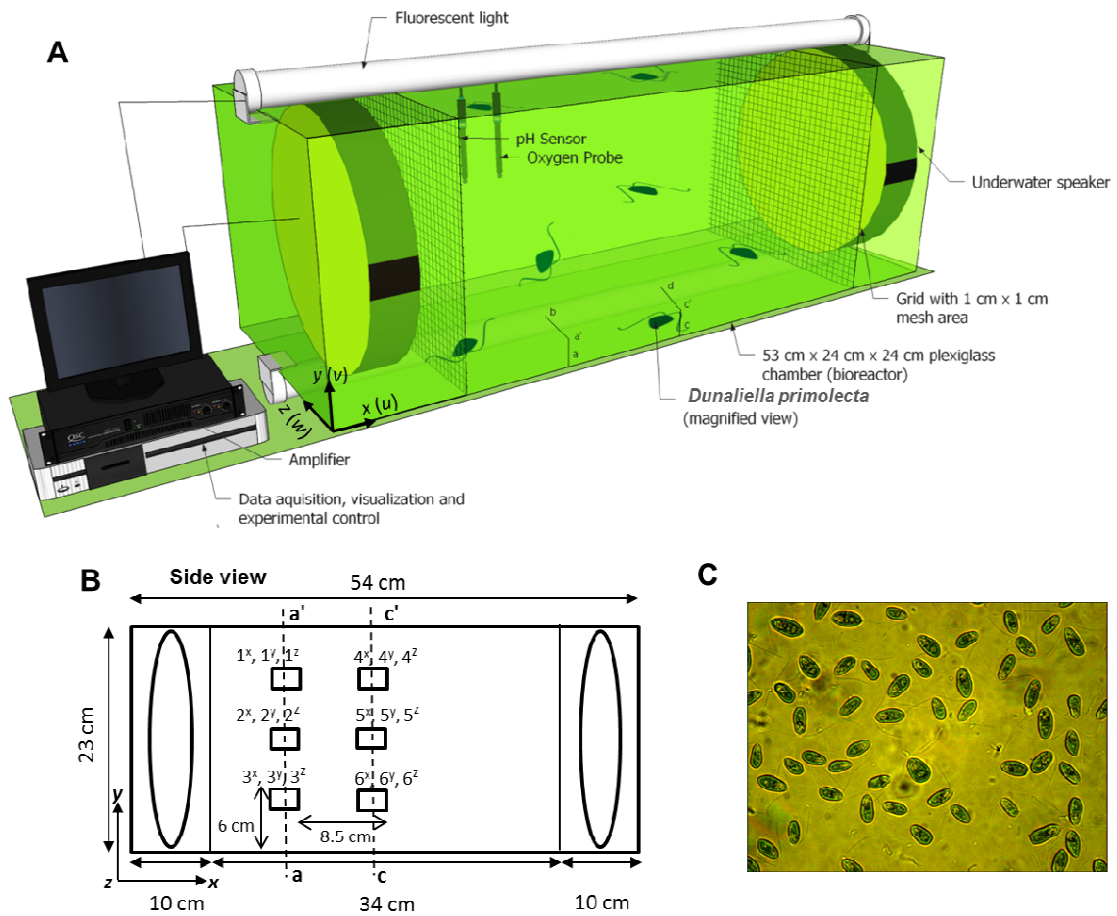 A
Fluorescent light
pH Sensor
Oxygen Probe
Underwater speaker
Grid with 1 cm x 1 cm
mesh area
53 cm x 24 cm x 24 cm plexiglass
chamber (bioreactor)
Dunaliella primolecta
(magnified view)
b
a'
a
d
c'
c
y (v)
z (w)
x (u)
QSC
Amplifier
Data aquisition, visualization and
experimental control
B
Side view
54 cm
a'
c'
1ˣ, 1ʸ, 1ᶻ
4ˣ, 4ʸ, 4ᶻ
2ˣ, 2ʸ, 2ᶻ
5ˣ, 5ʸ, 5ᶻ
3ˣ, 3ʸ, 3ᶻ
6ˣ, 6ʸ, 6ᶻ
23 cm
y
6 cm
8.5 cm
z
x
a
c
10 cm
34 cm
10 cm
C